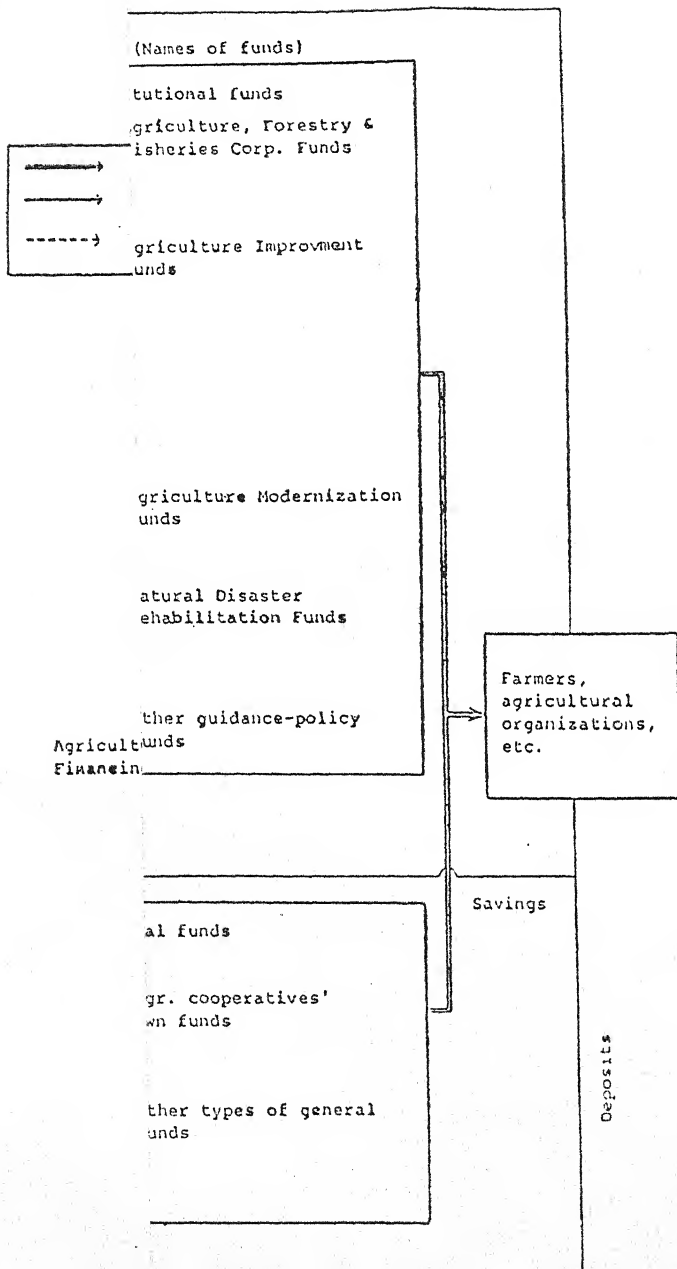 (Names of funds)
tutional funds
griculture, Forestry &
isheries Corp. Funds
griculture Improvment
unds
griculture Modernization
unds
atural Disaster
ehabilitation Funds
ther guidance-policy
unds
Agricult
Financin
Farmers,
agricultural
organizations,
etc.
Savings
al funds
gr. cooperatives'
wn funds
ther types of general
unds
Deposits